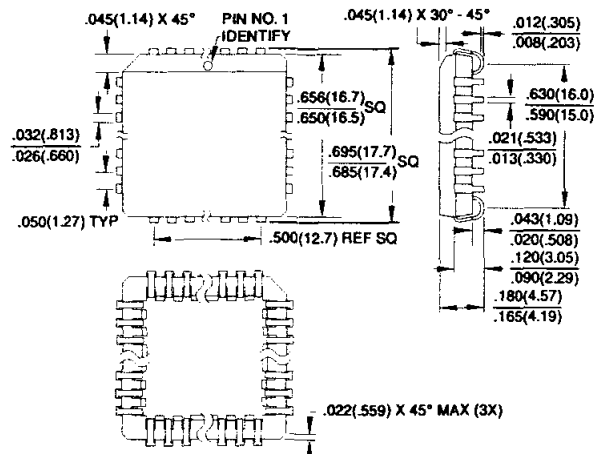 .045(1.14) X 45°
PIN NO. 1
IDENTIFY
.045(1.14) X 30° - 45°
.012(.305)
.008(.203)
.656(16.7)
.650(16.5)
SQ
.630(16.0)
.590(15.0)
.032(.813)
.026(.660)
.695(17.7)
.685(17.4)
SQ
.021(.533)
.013(.330)
.050(1.27) TYP
.500(12.7) REF SQ
.043(1.09)
.020(.508)
.120(3.05)
.090(2.29)
.180(4.57)
.165(4.19)
.022(.559) X 45° MAX (3X)